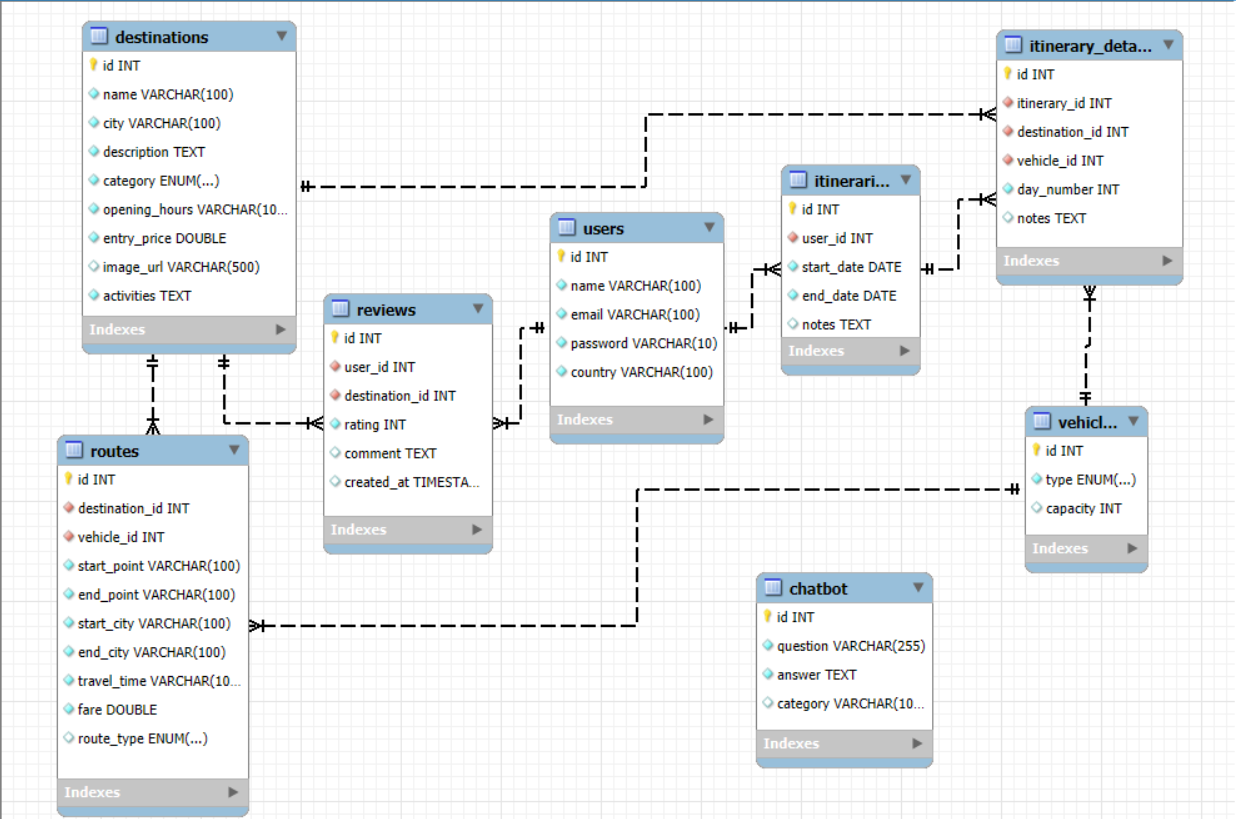 destinations
id INT
name VARCHAR(100)
city VARCHAR(100)
description TEXT
category ENUM(...)
opening_hours VARCHAR(10...
entry_price DOUBLE
image_url VARCHAR(500)
activities TEXT
Indexes
routes
id INT
destination_id INT
vehicle_id INT
start_point VARCHAR(100)
end_point VARCHAR(100)
start_city VARCHAR(100)
end_city VARCHAR(100)
travel_time VARCHAR(10...
fare DOUBLE
route_type ENUM(...)
Indexes
reviews
id INT
user_id INT
destination_id INT
rating INT
comment TEXT
created_at TIMESTA...
Indexes
users
id INT
name VARCHAR(100)
email VARCHAR(100)
password VARCHAR(10)
country VARCHAR(100)
Indexes
itinerari...
id INT
user_id INT
start_date DATE
end_date DATE
notes TEXT
Indexes
itinerary_deta...
id INT
itinerary_id INT
destination_id INT
vehicle_id INT
day_number INT
notes TEXT
Indexes
vehicl...
id INT
type ENUM(...)
capacity INT
Indexes
chatbot
id INT
question VARCHAR(255)
answer TEXT
category VARCHAR(10...
Indexes